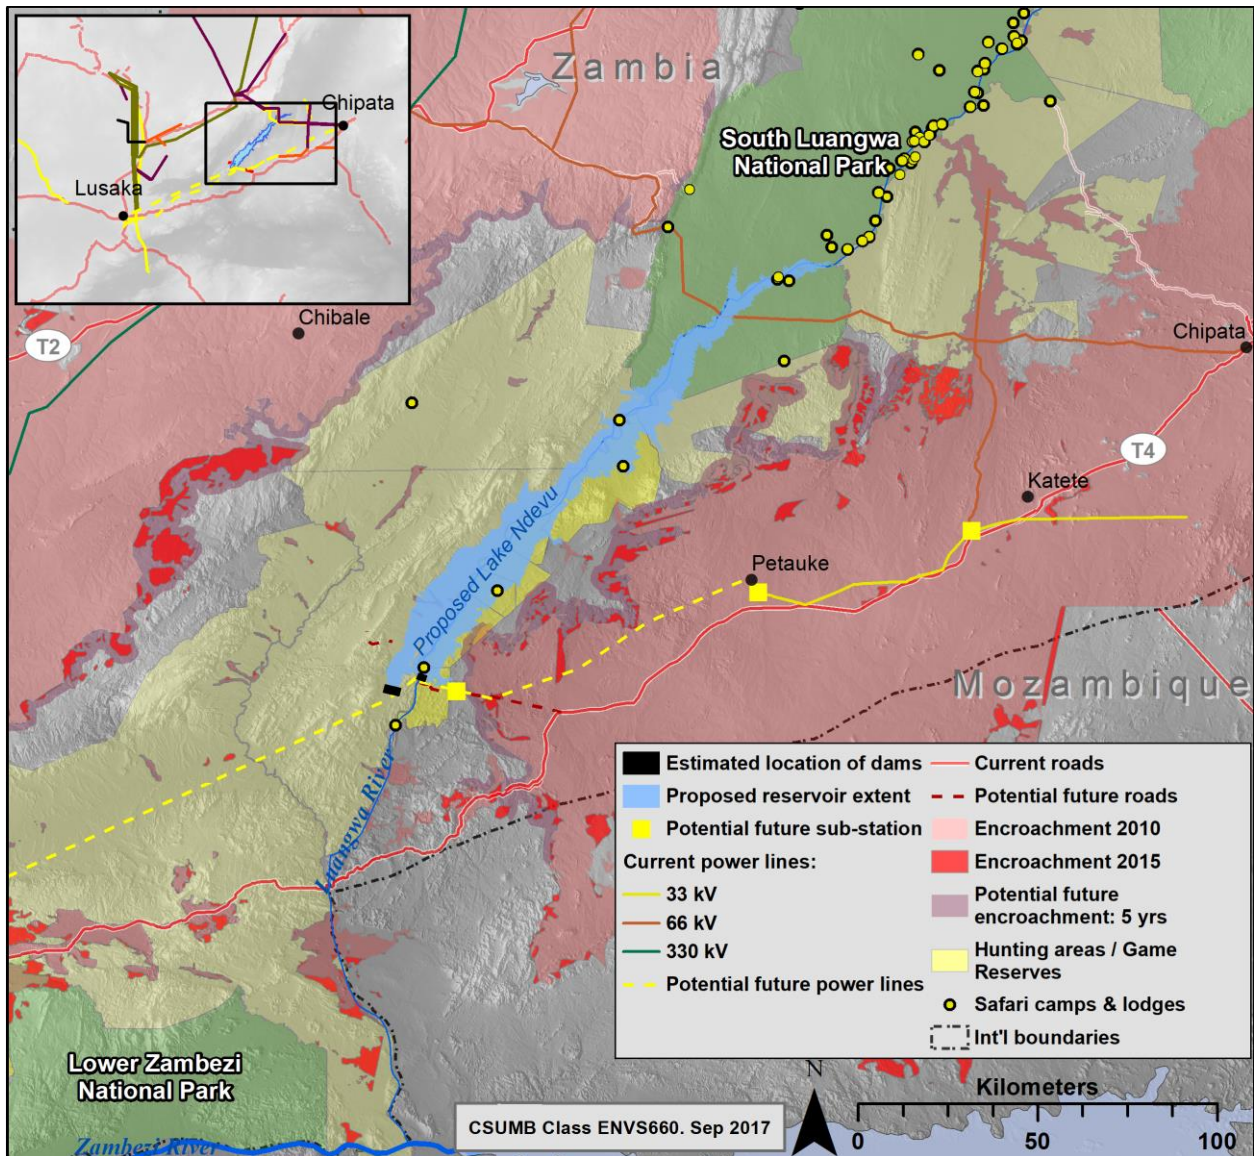 Zambia
Chipata
Lusaka
South Luangwa
National Park
Chibale
T2
Chipata
T4
Katete
Petauke
Proposed Lake Ndevu
Mozambique
Luangwa River
Estimated location of dams
Proposed reservoir extent
Potential future sub-station
Current power lines:
33 kV
66 kV
330 kV
Potential future power lines
Current roads
Potential future roads
Encroachment 2010
Encroachment 2015
Potential future
encroachment: 5 yrs
Hunting areas / Game
Reserves
Safari camps & lodges
Int'l boundaries
Lower Zambezi
National Park
Zambezi River
CSUMB Class ENVS660. Sep 2017
N
Kilometers
0 50 100